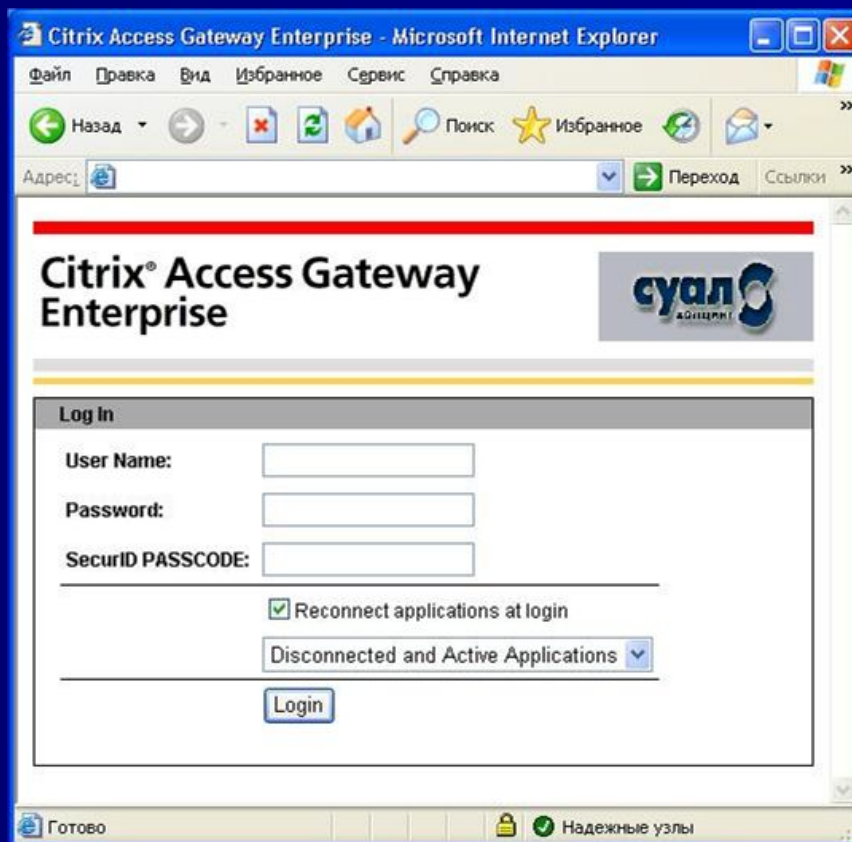 Citrix Access Gateway Enterprise - Microsoft Internet Explorer
Файл Правка Вид Избранное Сервис Справка
Назад Поиск Избранное »
Адрес: Переход Ссылки »
Citrix® Access Gateway
Enterprise
суал
холдинг
Log In
User Name:
Password:
SecurID PASSCODE:
Reconnect applications at login
Disconnected and Active Applications
Login
Готово Надежные узлы